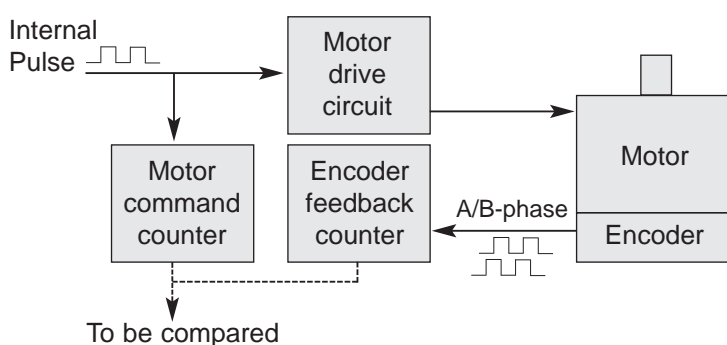 Internal
Pulse
Motor
drive
circuit
Motor
command
counter
Encoder
feedback
counter
A/B-phase
Motor
Encoder
To be compared